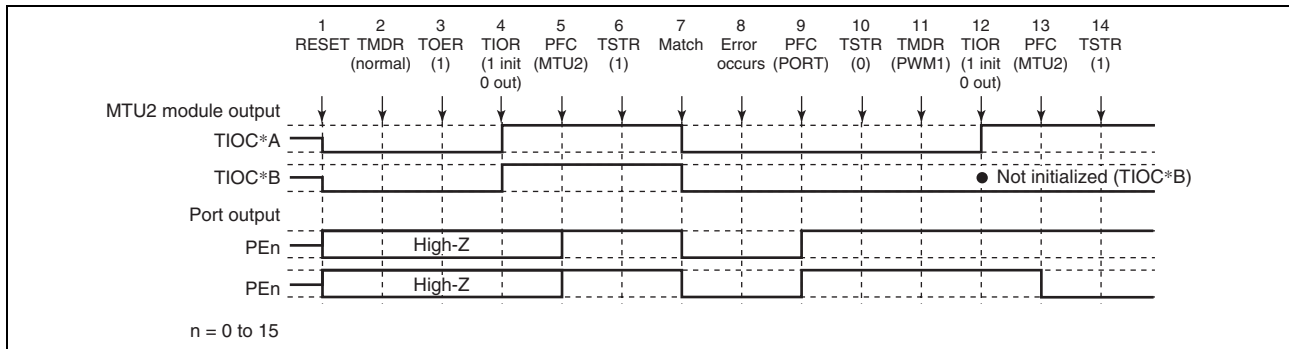 1 2 3 4 5 6 7 8 9 10 11 12 13 14
RESET TMDR TOER TIOR PFC TSTR Match Error PFC TSTR TMDR TIOR PFC TSTR
(normal) (1) (1 init (MTU2) (1) occurs (PORT) (0) (PWM1) (1 init (MTU2) (1)
0 out) 0 out)
MTU2 module output
TIOC*A
TIOC*B
● Not initialized (TIOC*B)
Port output
PEn
High-Z
PEn
High-Z
n = 0 to 15